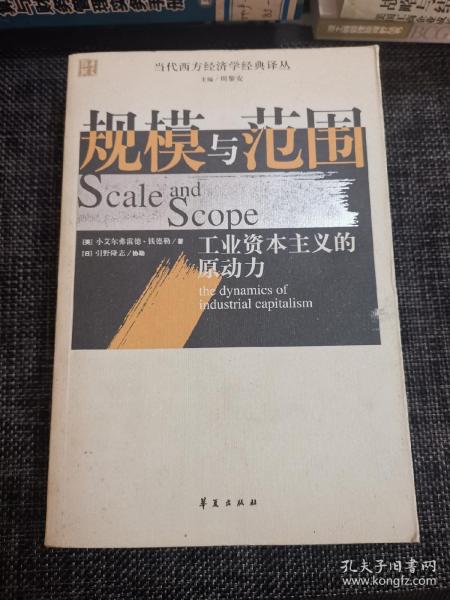 当代西方经济学经典译丛
主编/周黎安
规模与范围
Scale and
Scope
[美] 小艾尔弗雷德·钱德勒/著
[日] 引野隆志/协助
工业资本主义的
原动力
the dynamics of
industrial capitalism
华夏出版社
孔夫子旧书网
www.kongfz.com